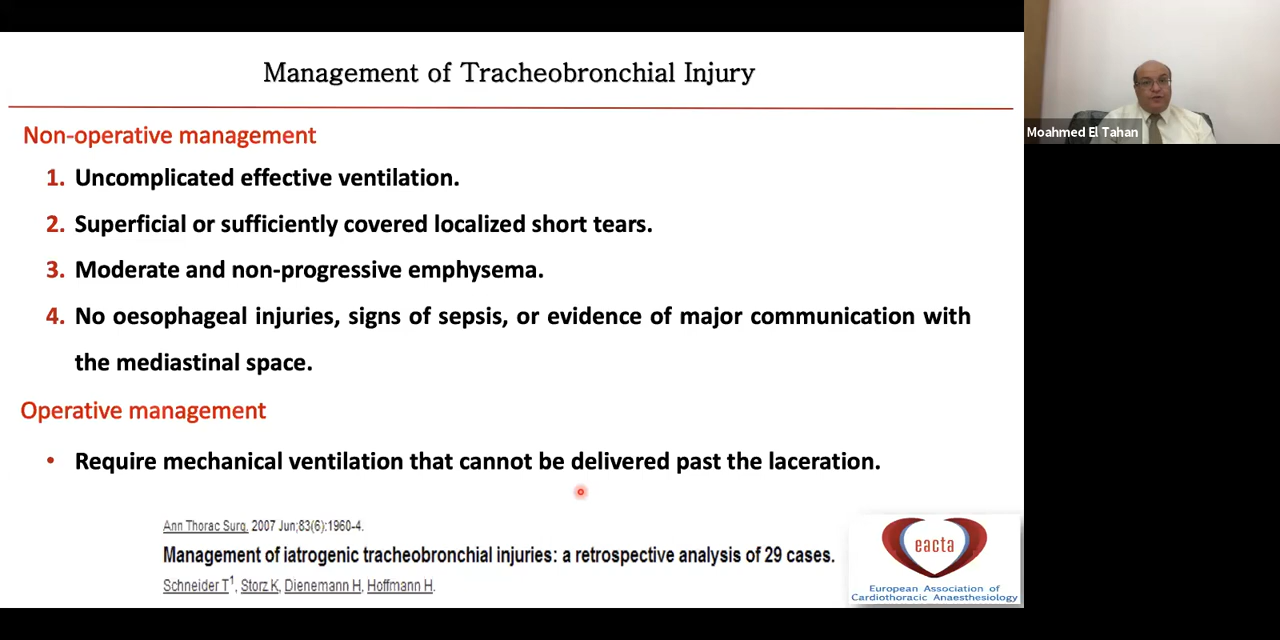 Management of Tracheobronchial Injury
Moahmed El Tahan
Non-operative management
1. Uncomplicated effective ventilation.
2. Superficial or sufficiently covered localized short tears.
3. Moderate and non-progressive emphysema.
4. No oesophageal injuries, signs of sepsis, or evidence of major communication with
the mediastinal space.
Operative management
• Require mechanical ventilation that cannot be delivered past the laceration.
Ann Thorac Surg. 2007 Jun;83(6):1960-4.
Management of iatrogenic tracheobronchial injuries: a retrospective analysis of 29 cases.
Schneider T1, Storz K, Dienemann H, Hoffmann H.
eacta
European Association of
Cardiothoracic Anaesthesiology